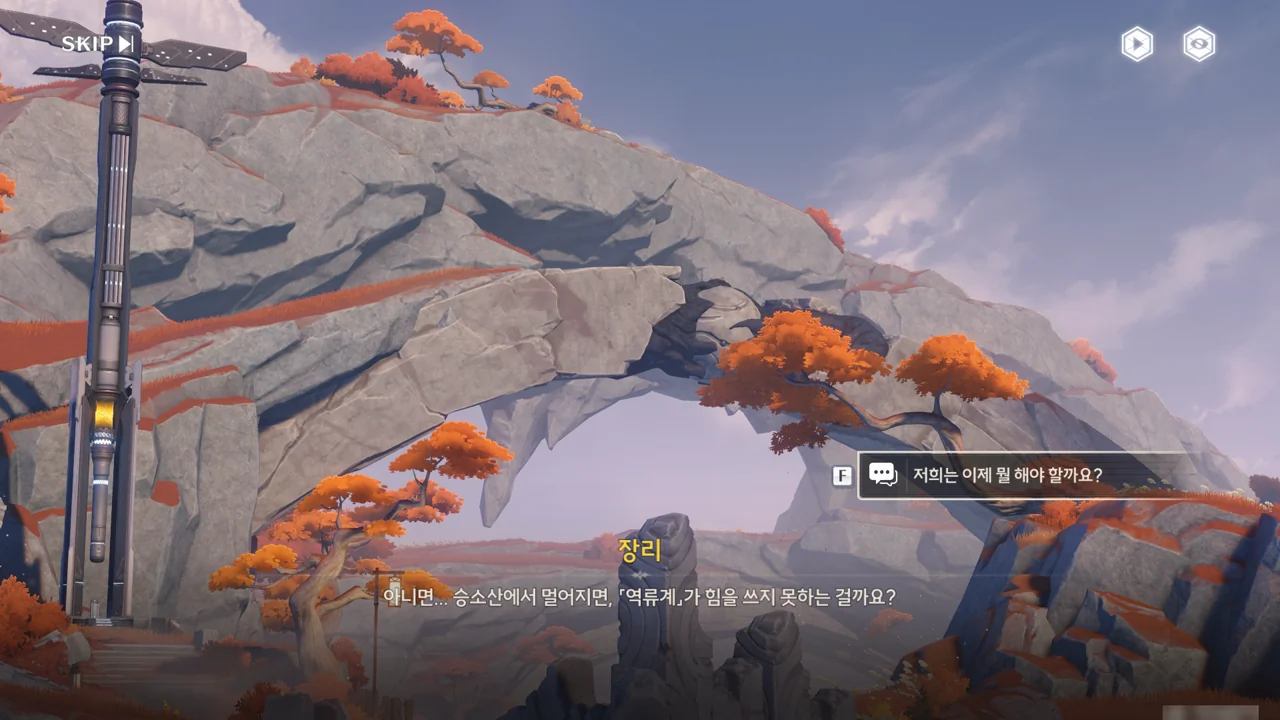 SKIP
F
저희는 이제 뭘 해야 할까요?
장리
아니면... 승소산에서 멀어지면, 「역류계」가 힘을 쓰지 못하는 걸까요?